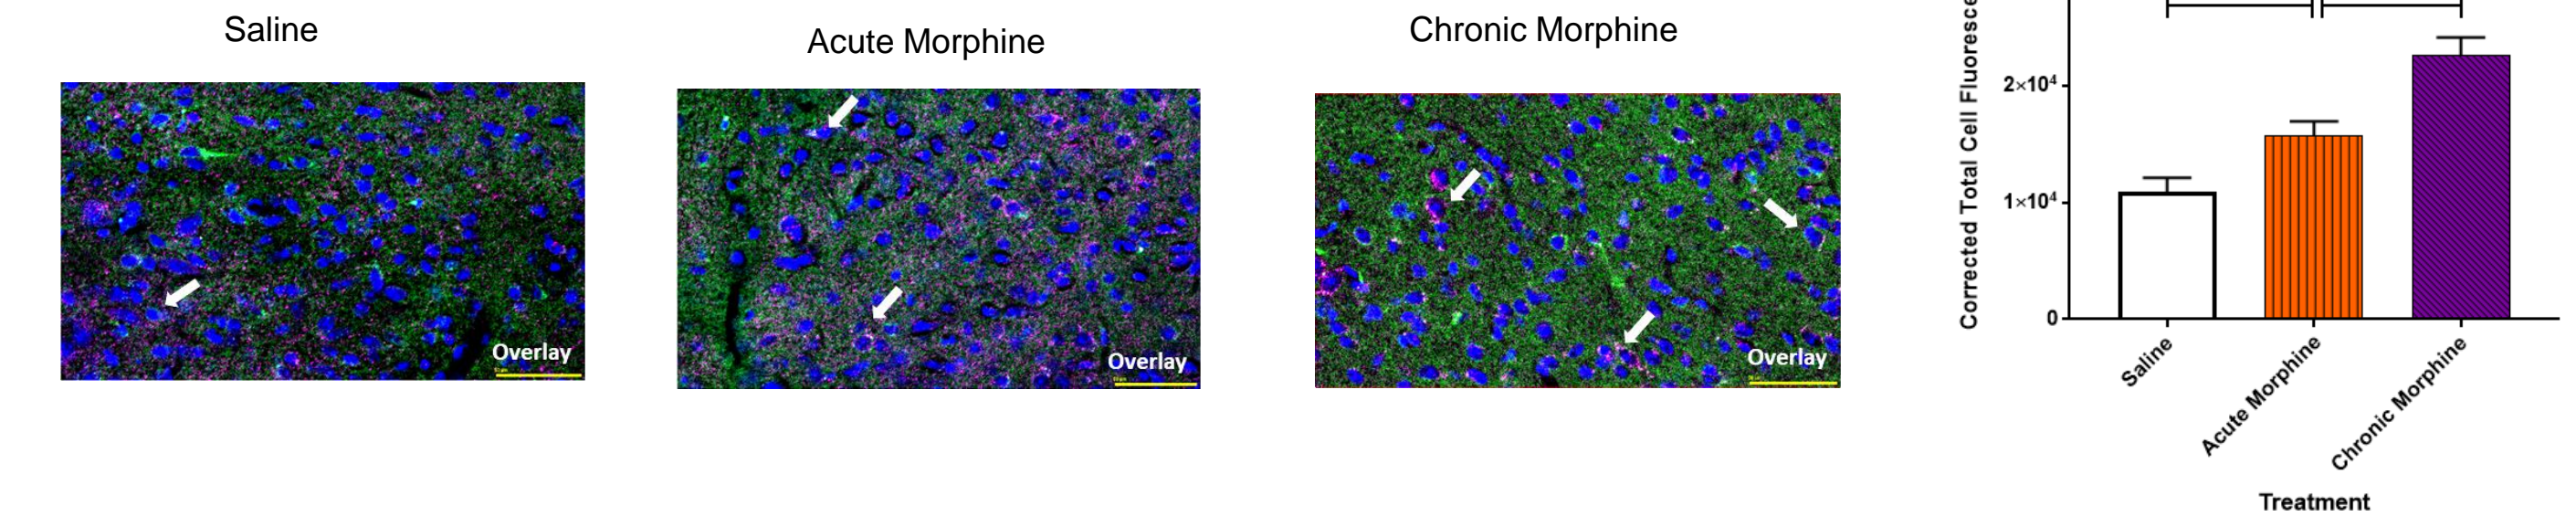 Saline
Acute Morphine
Chronic Morphine
Overlay
Overlay
Overlay
Corrected Total Cell
2×10⁴
1×10⁴
0
Saline
Acute Morphine
Chronic Morphine
Treatment